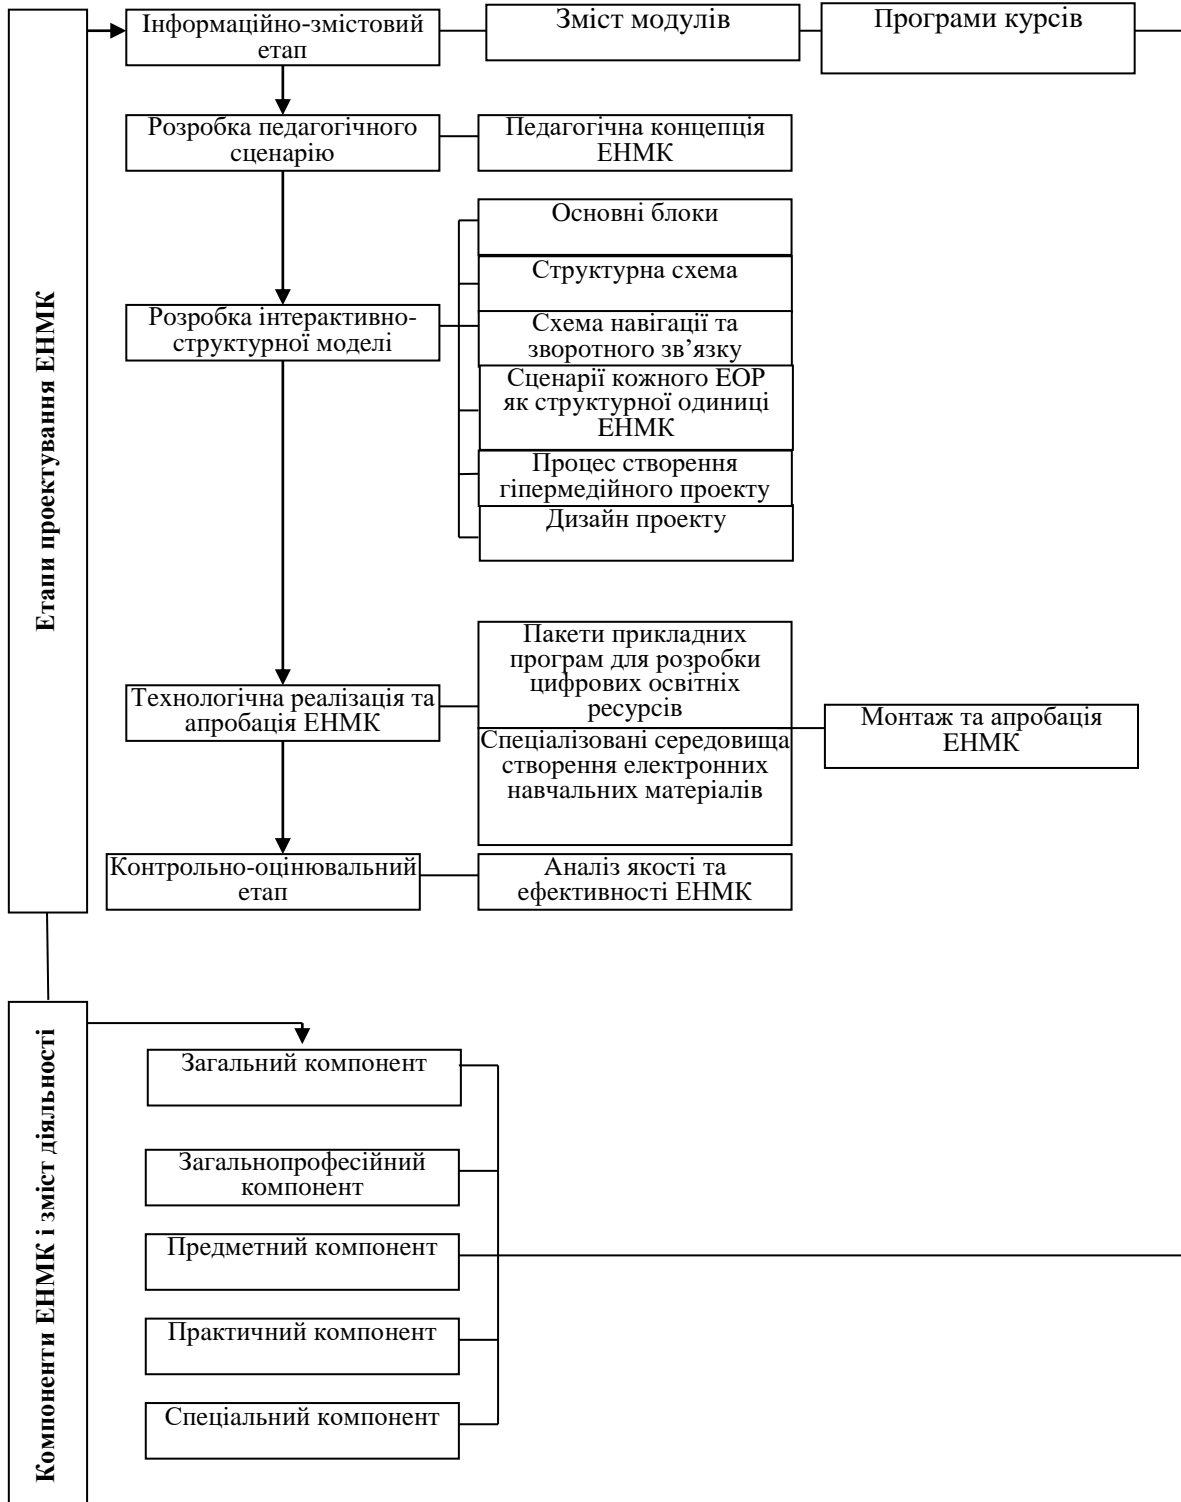 Етапи проектування ЕНМК
Інформаційно-змістовий
етап
Зміст модулів
Програми курсів
Розробка педагогічного
сценарію
Педагогічна концепція
ЕНМК
Розробка інтерактивно-
структурної моделі
Основні блоки
Структурна схема
Схема навігації та
зворотного зв’язку
Сценарії кожного ЕОР
як структурної одиниці
ЕНМК
Процес створення
гіпермедійного проекту
Дизайн проекту
Технологічна реалізація та
апробація ЕНМК
Пакети прикладних
програм для розробки
цифрових освітніх
ресурсів
Спеціалізовані середовища
створення електронних
навчальних матеріалів
Монтаж та апробація
ЕНМК
Контрольно-оцінювальний
етап
Аналіз якості та
ефективності ЕНМК
Компоненти ЕНМК і зміст діяльності
Загальний компонент
Загальнопрофесійний
компонент
Предметний компонент
Практичний компонент
Спеціальний компонент